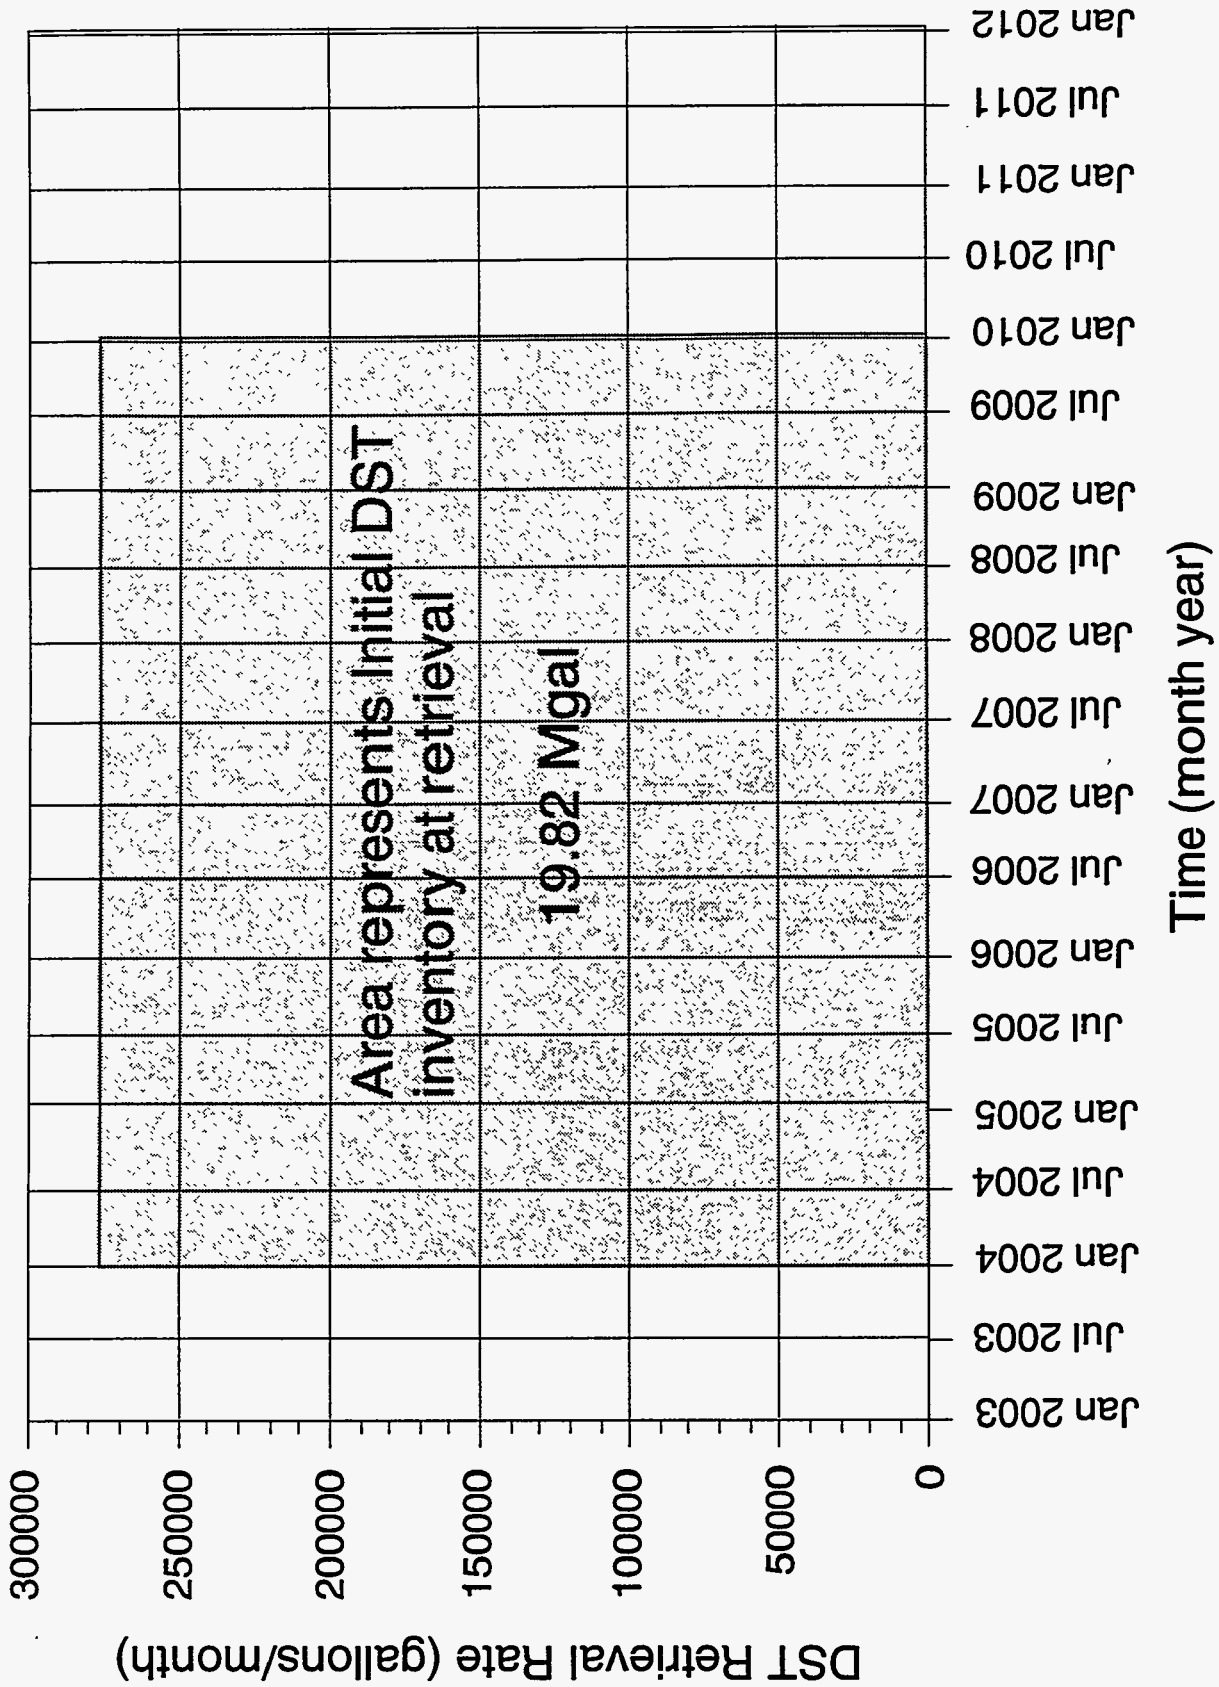 DST Retrieval Rate (gallons/month)
300000
250000
200000
150000
100000
50000
0
Area represents Initial DST
inventory at retrieval
19.82 Mgal
Jan 2003
Jul 2003
Jan 2004
Jul 2004
Jan 2005
Jul 2005
Jan 2006
Jul 2006
Jan 2007
Jul 2007
Jan 2008
Jul 2008
Jan 2009
Jul 2009
Jan 2010
Jul 2010
Jan 2011
Jul 2011
Jan 2012
Time (month year)